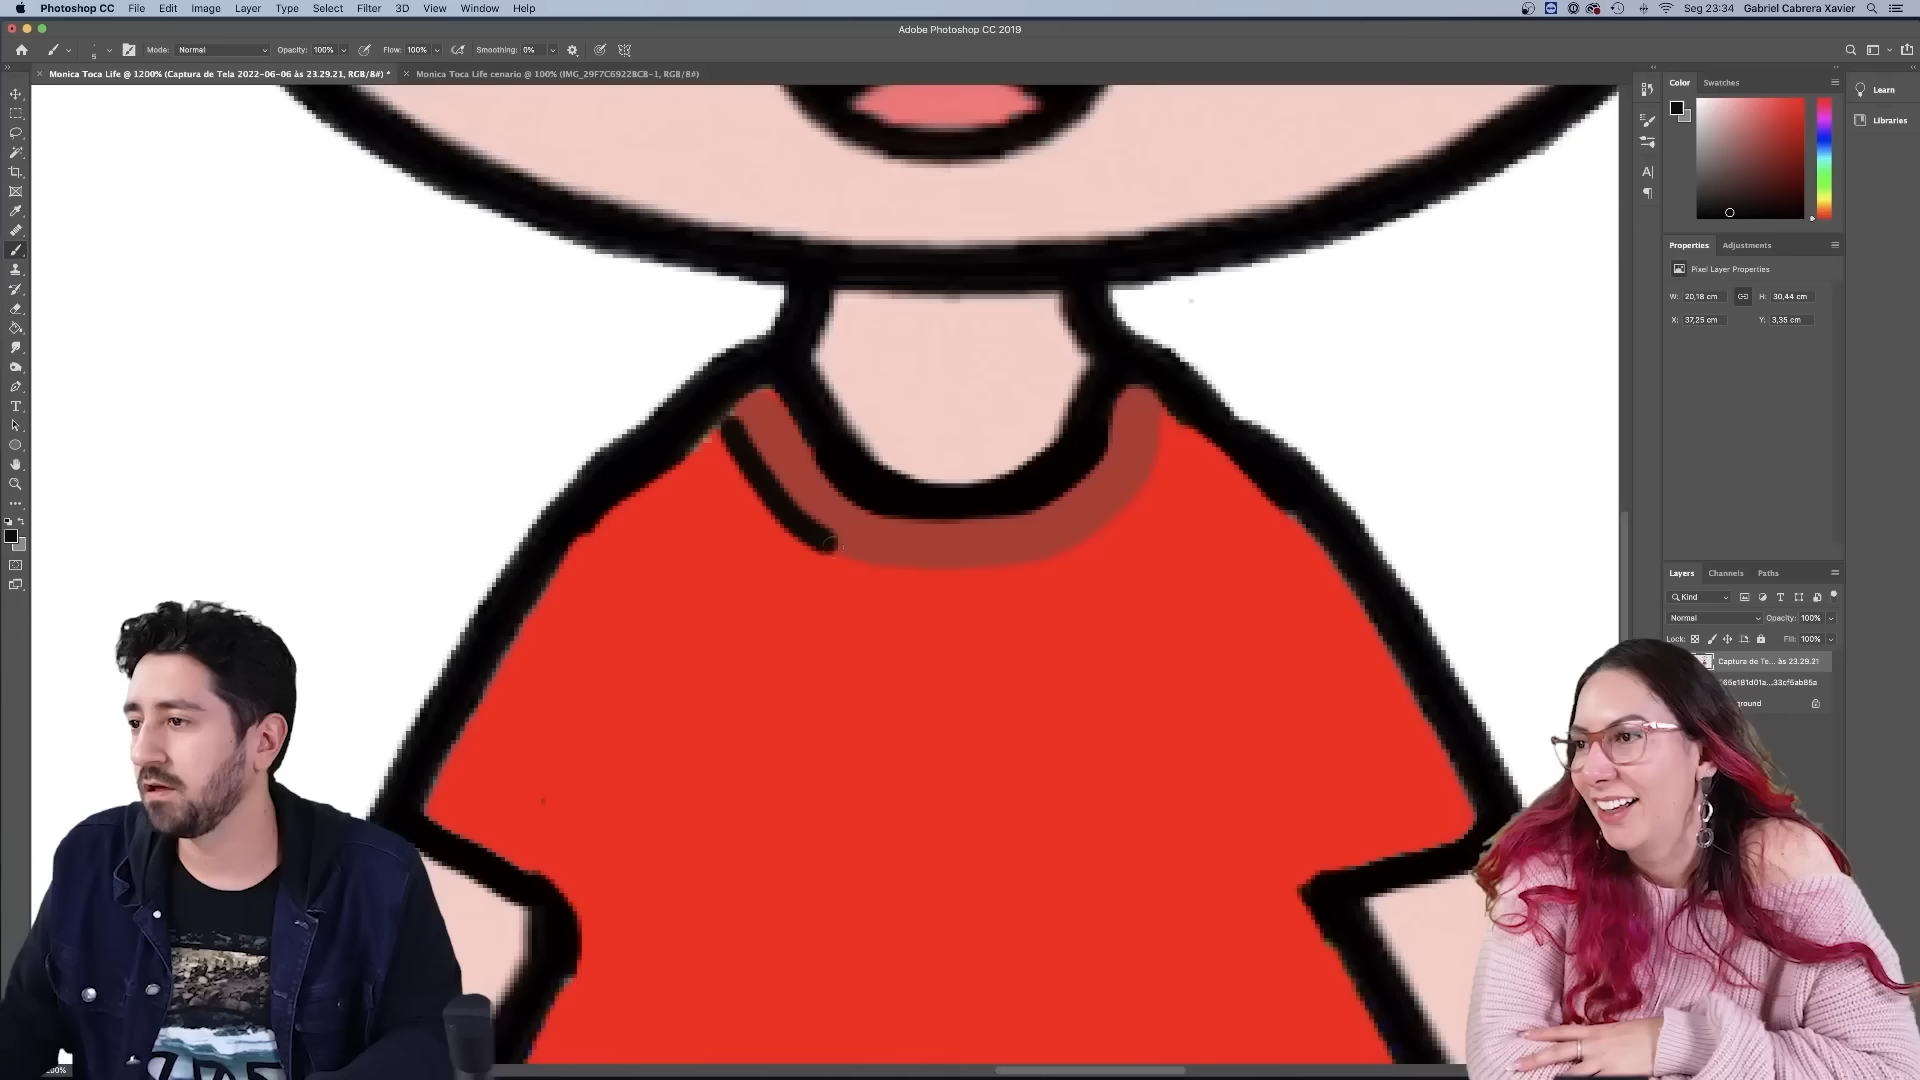 Photoshop CC File Edit Image Layer Type Select Filter 3D View Window Help Seg 23:34 Gabriel Cabrera Xavier
Adobe Photoshop CC 2019
Mode: Normal Opacity: 100% Flow: 100% Smoothing: 0%
Monica Toca Life @ 1200% (Captura de Tela 2022-06-06 às 23.29.21, RGB/8#) * Monica Toca Life cenario @ 100% (IMG_29F7C6922BCB-1, RGB/8#)
Color Swatches
Learn
Libraries
Properties Adjustments
Pixel Layer Properties
W: 20,18 cm H: 30,44 cm
X: 37,25 cm Y: 3,35 cm
Layers Channels Paths
Kind
Normal Opacity: 100%
Lock: Fill: 100%
Captura de Te... às 23.29.21
65e181d01a...33cf5ab85a
ground